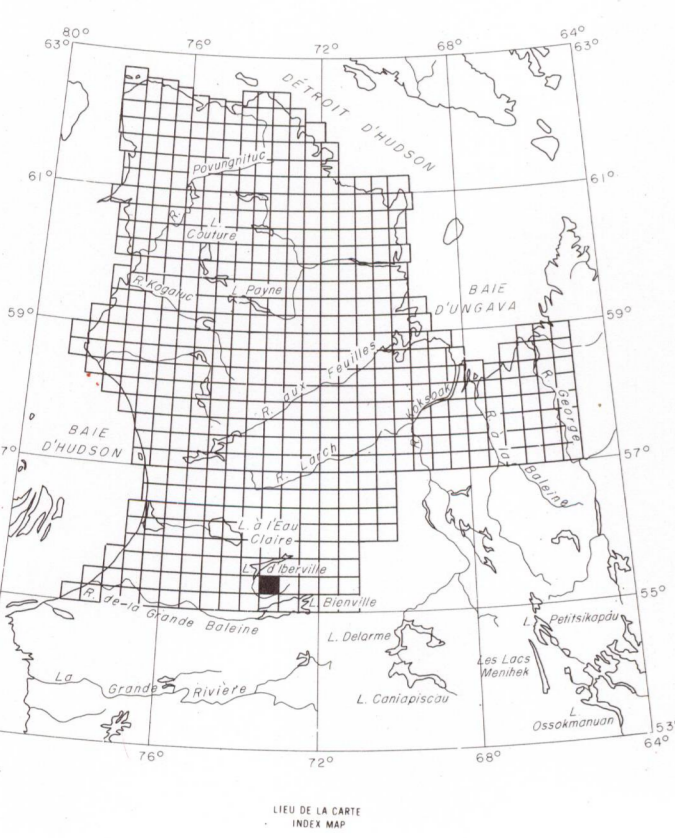 80°
63°
76°
72°
68°
64°
63°
DÉTROIT
D'HUDSON
Povungnituc
R.
61°
61°
L.
Couture
R. Kogaluc
L. Payne
BAIE
D'UNGAVA
59°
59°
R. aux Feuilles
Koksoak
R. George
R. à la Baleine
BAIE
D'HUDSON
7°
57°
R. Larch
L. à l'Eau
Claire
L. d'Iberville
R. de-la Grande Baleine
L. Bienville
55°
L. Delorme
L. Petitsikapau
Les Lacs
Menihek
La Grande Rivière
L. Caniapiscau
L.
Ossokmanuan
53°
64°
76°
72°
68°
LIEU DE LA CARTE
INDEX MAP